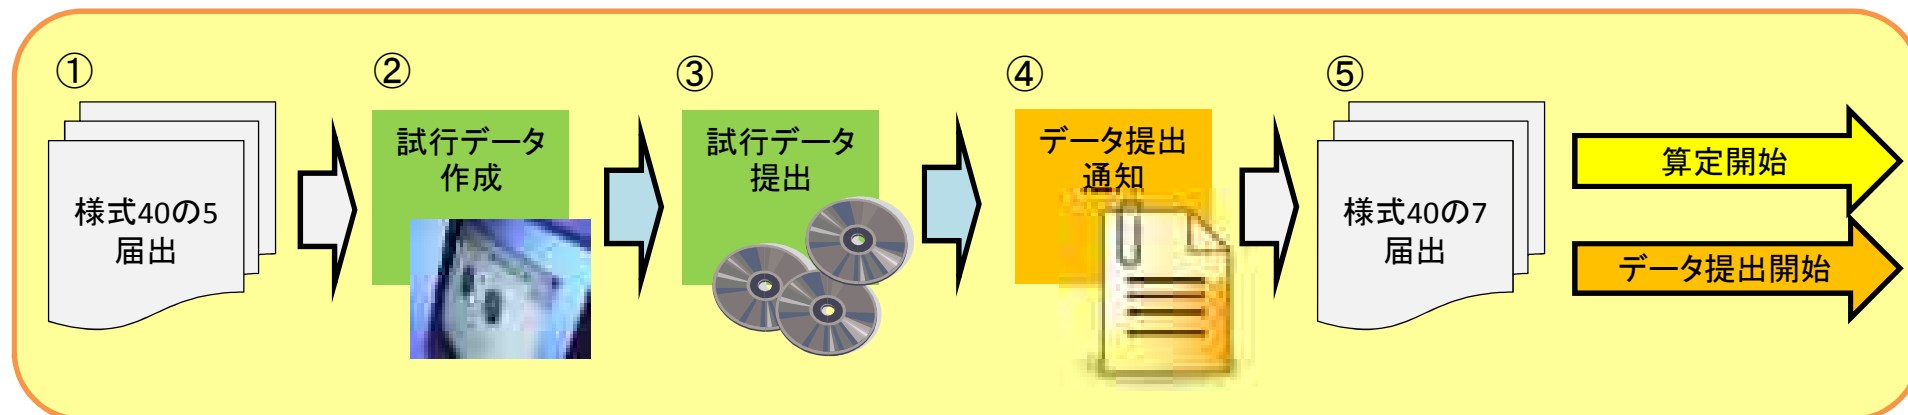 ①
様式40の5
届出
②
試行データ
作成
③
試行データ
提出
④
データ提出
通知
⑤
様式40の7
届出
算定開始
データ提出開始